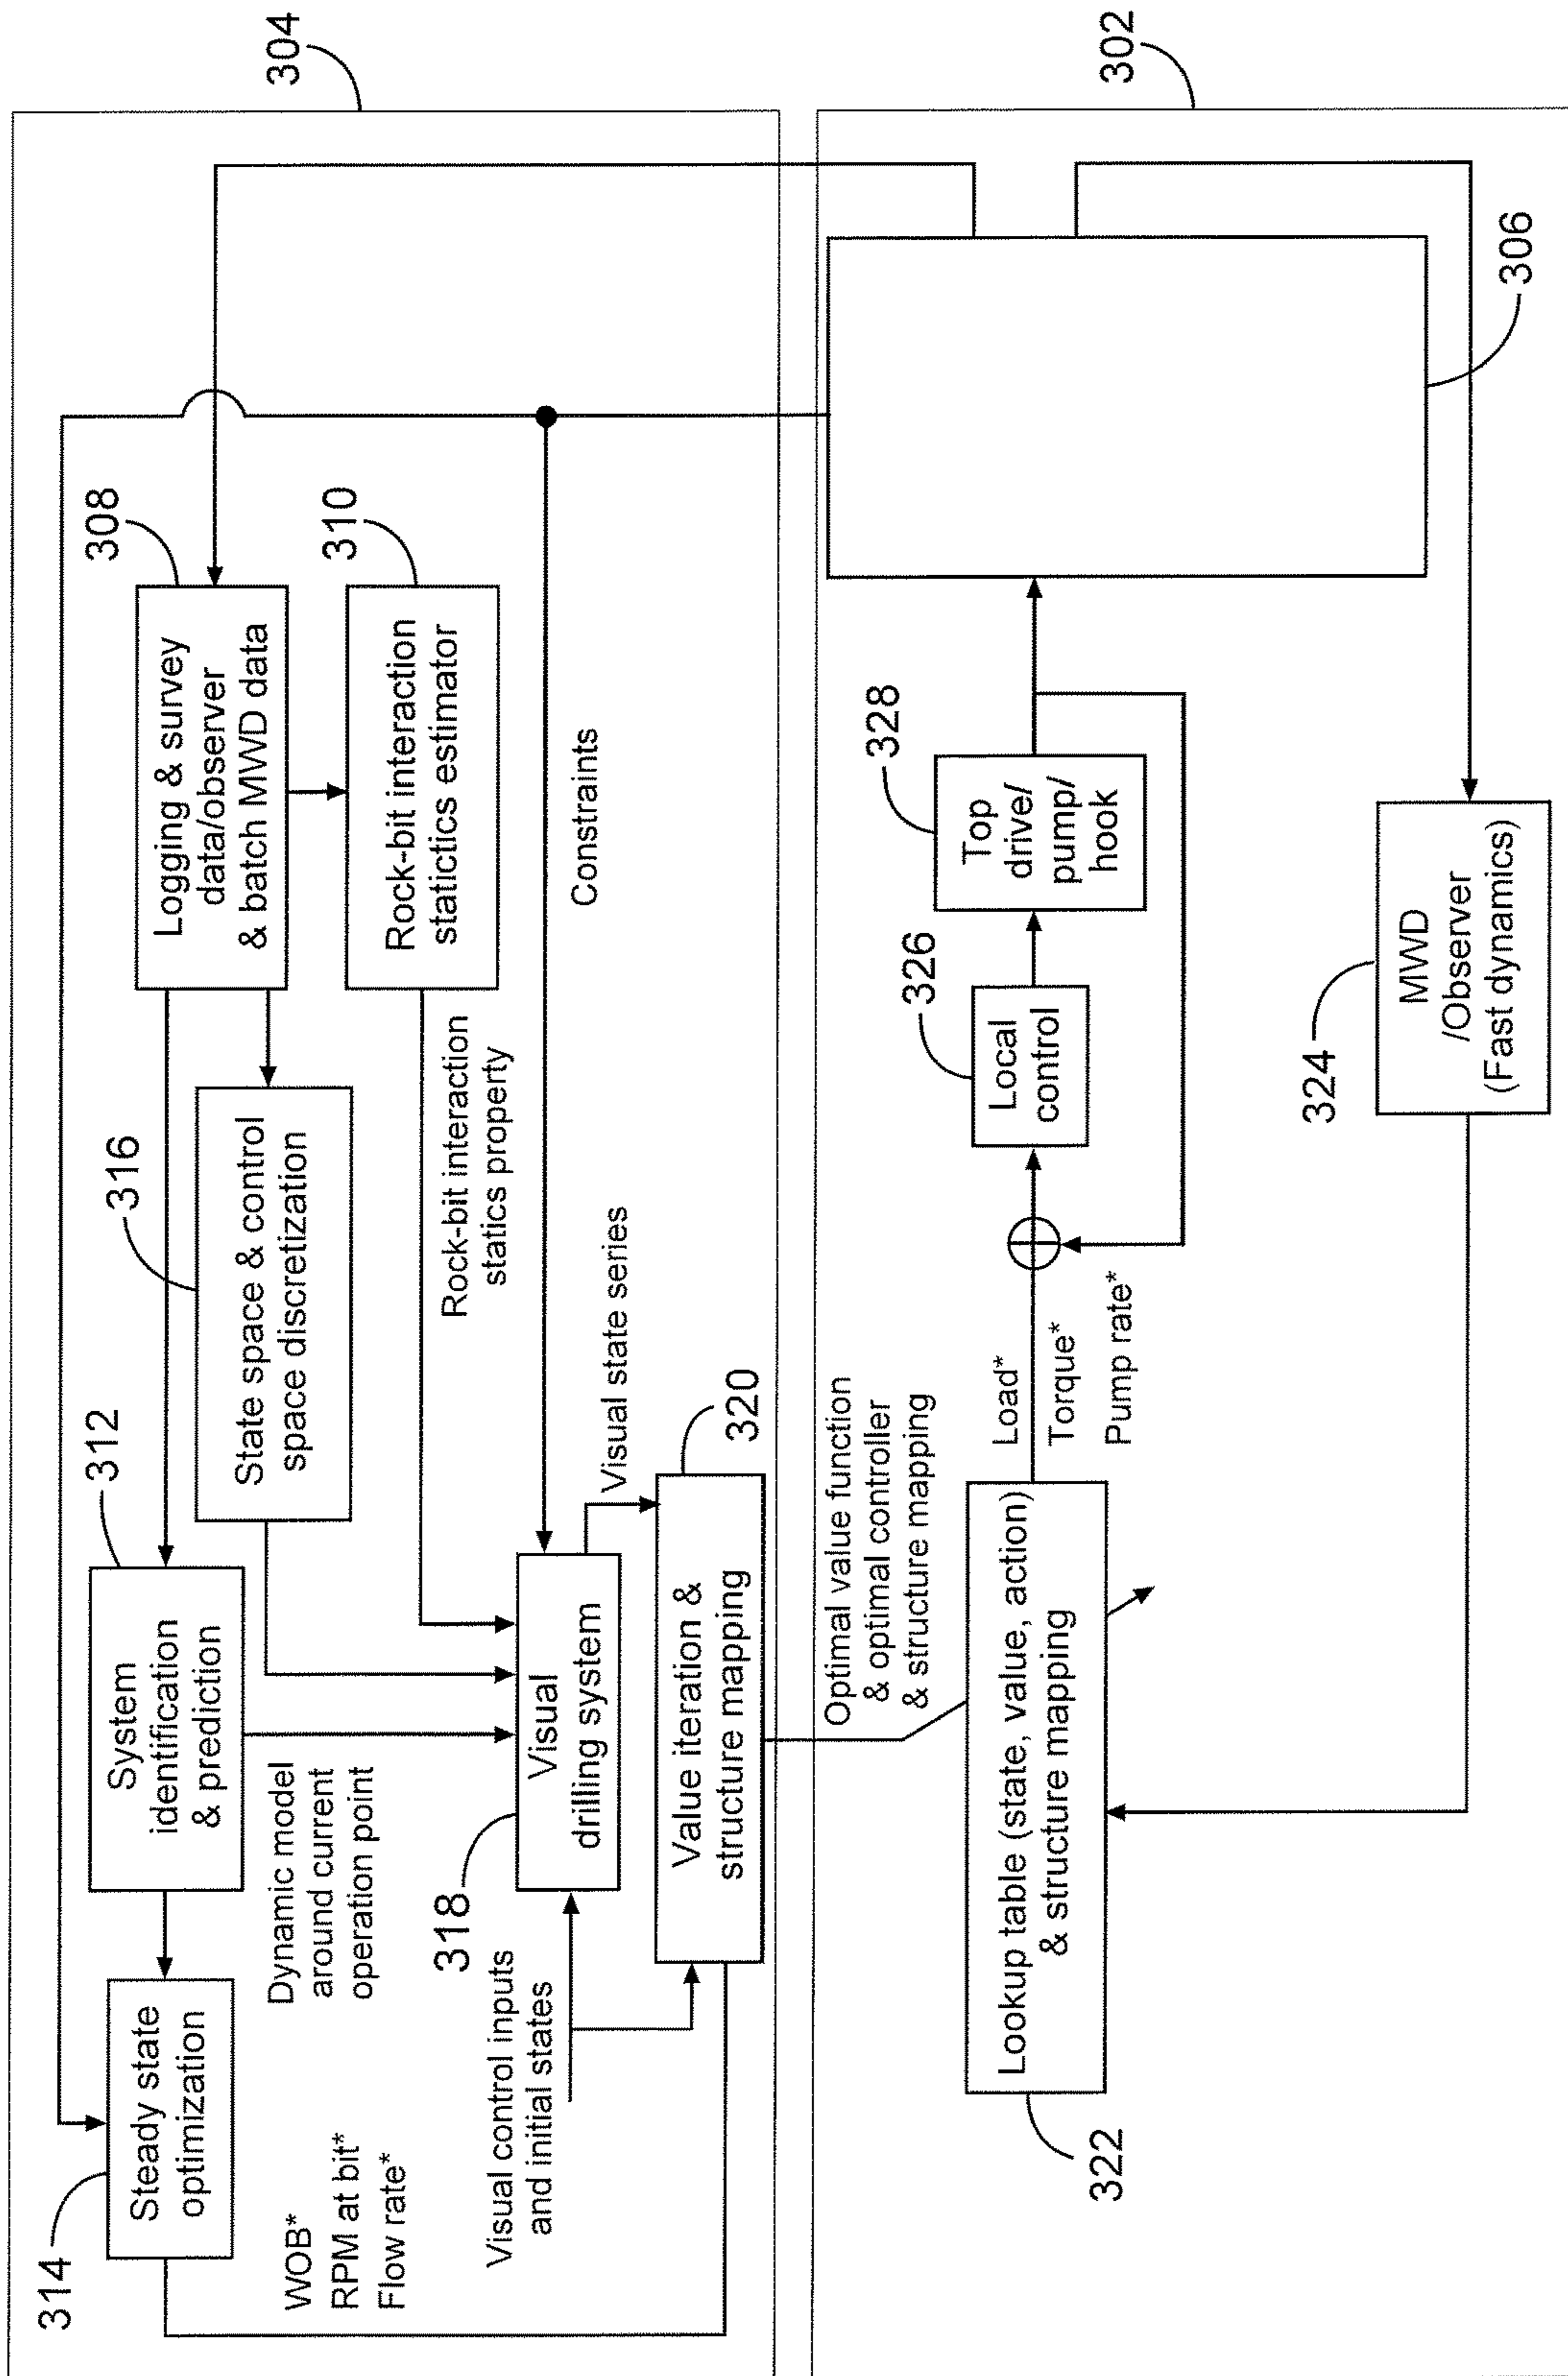 304
314
Steady state
optimization
312
System
identification
& prediction
316
State space & control
space discretization
308
Logging & survey
data/observer
& batch MWD data
310
Rock-bit interaction
statictics estimator
WOB*
RPM at bit*
Flow rate*
Dynamic model
around current
operation point
Rock-bit interaction
statics property
Constraints
Visual control inputs
and initial states
318
Visual
drilling system
Visual state series
320
Value iteration &
structure mapping
302
Optimal value function
& optimal controller
& structure mapping
322
Lookup table (state, value, action)
& structure mapping
Load*
Torque*
Pump rate*
326
Local
control
328
Top
drive/
pump/
hook
306
324
MWD
/Observer
(Fast dynamics)